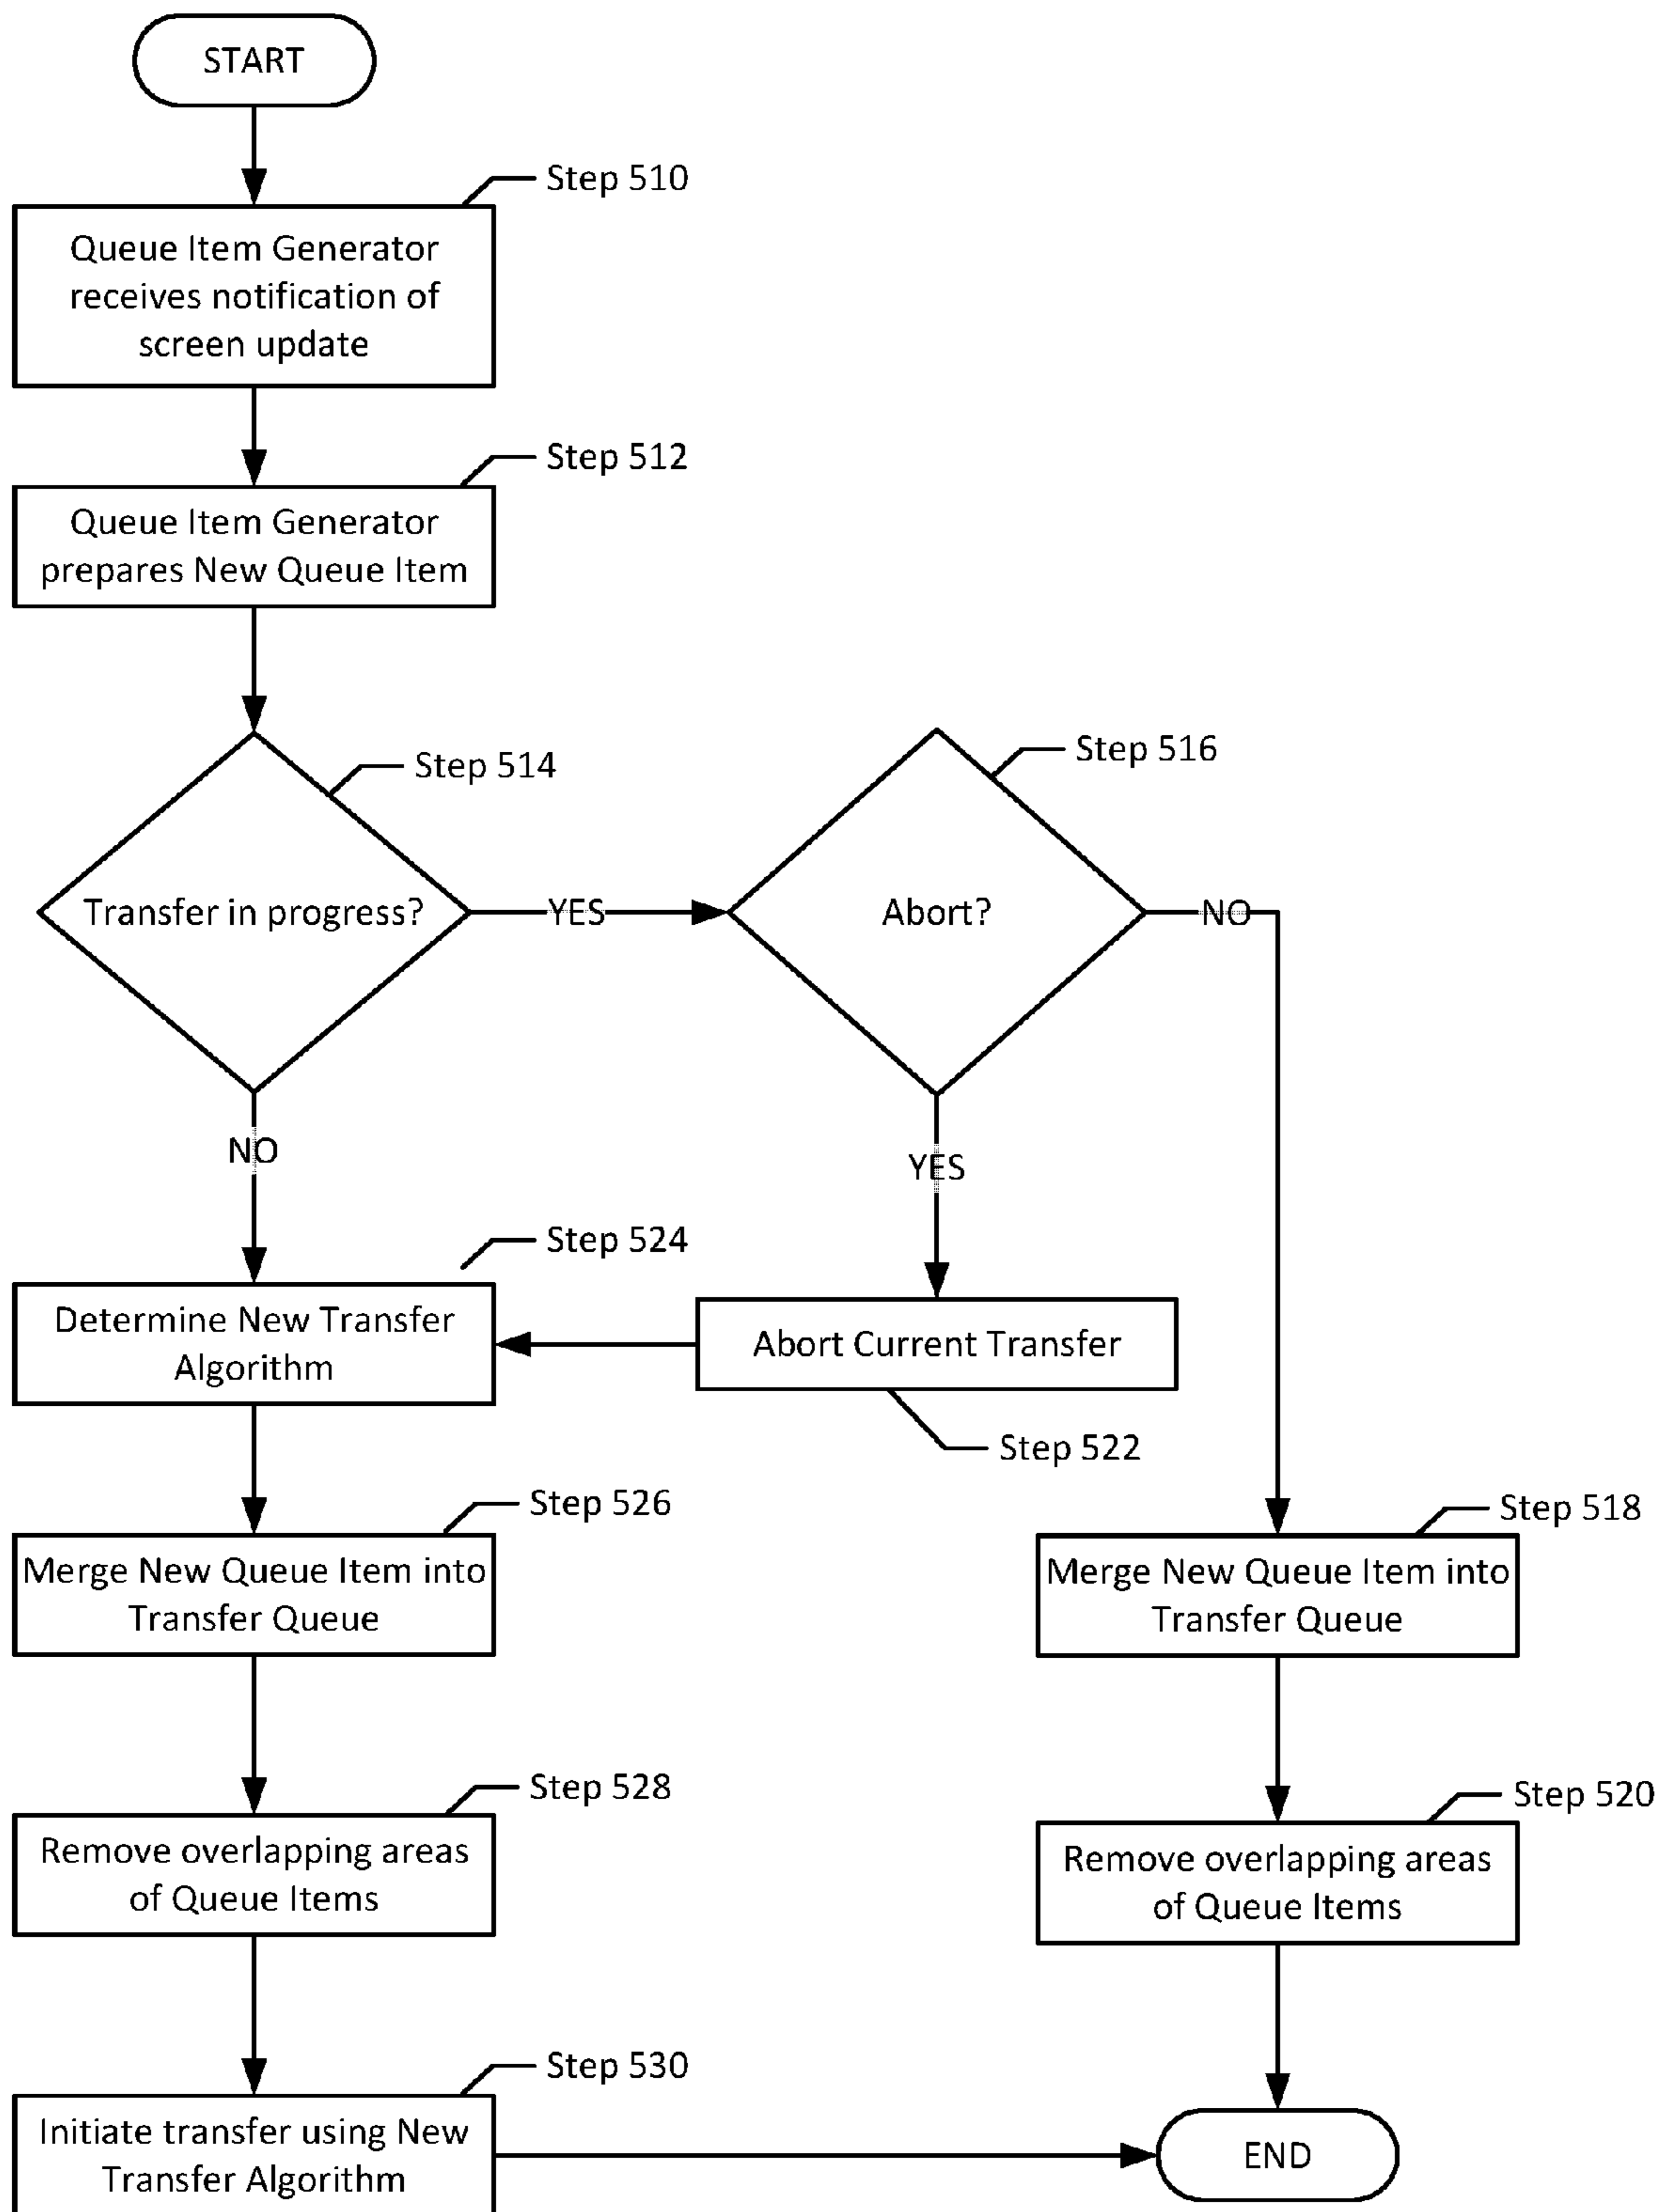 START
Step 510
Queue Item Generator
receives notification of
screen update
Step 512
Queue Item Generator
prepares New Queue Item
Step 514
Transfer in progress?
YES
Step 516
Abort?
NO
NO
YES
Step 524
Determine New Transfer
Algorithm
Abort Current Transfer
Step 522
Step 526
Merge New Queue Item into
Transfer Queue
Step 518
Merge New Queue Item into
Transfer Queue
Step 528
Remove overlapping areas
of Queue Items
Step 520
Remove overlapping areas
of Queue Items
Step 530
Initiate transfer using New
Transfer Algorithm
END